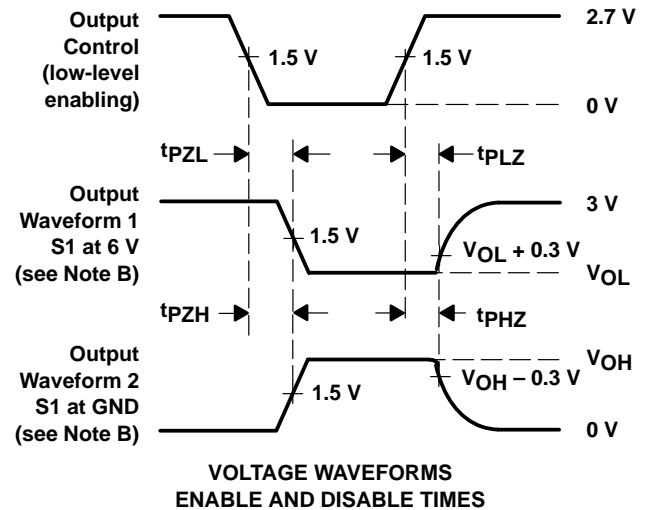 Output
Control
(low-level
enabling)
2.7 V
1.5 V
1.5 V
0 V
tPZL
tPLZ
Output
Waveform 1
S1 at 6 V
(see Note B)
3 V
1.5 V
VOL + 0.3 V
VOL
tPZH
tPHZ
Output
Waveform 2
S1 at GND
(see Note B)
VOH
1.5 V
VOH – 0.3 V
0 V
VOLTAGE WAVEFORMS
ENABLE AND DISABLE TIMES